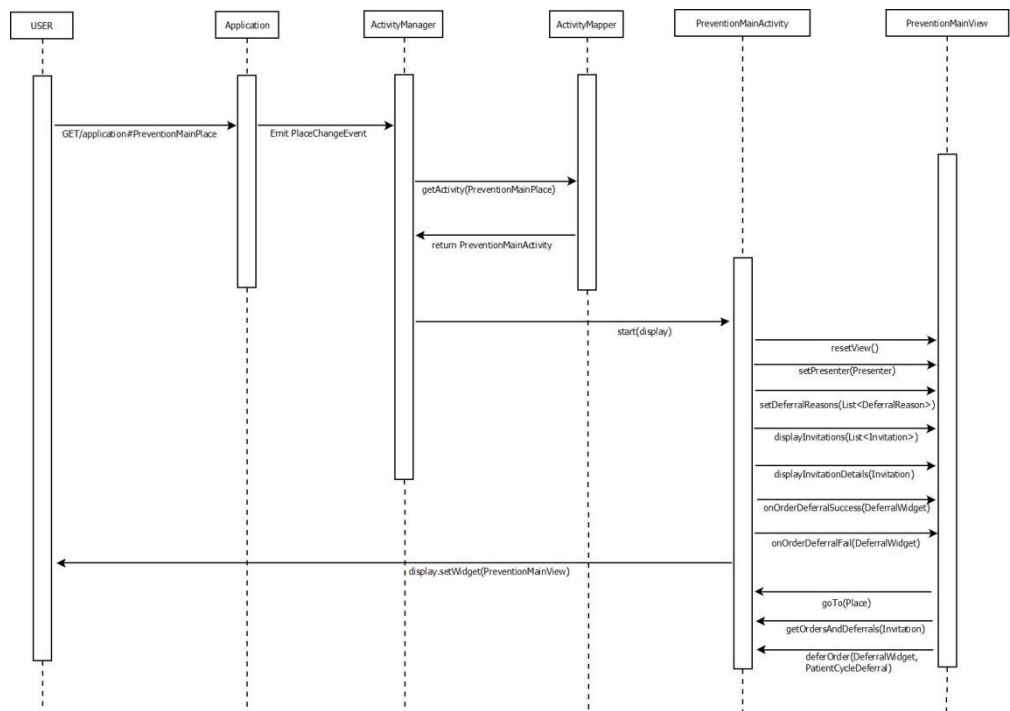 USER
Application
ActivityManager
ActivityMapper
PreventionMainActivity
PreventionMainView
GET/application#PreventionMainPlace
Emit PlaceChangeEvent
getActivity(PreventionMainPlace)
return PreventionMainActivity
start(display)
resetView()
setPresenter(Presenter)
setDeferralReasons(List<DeferralReason>)
displayInvitations(List<Invitation>)
displayInvitationDetails(Invitation)
onOrderDeferralSuccess(DeferralWidget)
onOrderDeferralFail(DeferralWidget)
display.setWidget(PreventionMainView)
goTo(Place)
getOrdersAndDeferrals(Invitation)
deferOrder(DeferralWidget,
PatientCycleDeferral)